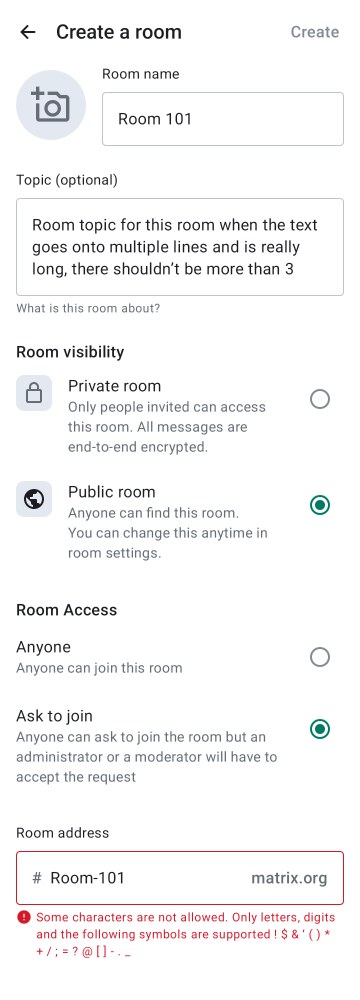 Create a room
Create
Room name
Room 101
Topic (optional)
Room topic for this room when the text
goes onto multiple lines and is really
long, there shouldn’t be more than 3
What is this room about?
Room visibility
Private room
Only people invited can access
this room. All messages are
end-to-end encrypted.
Public room
Anyone can find this room.
You can change this anytime in
room settings.
Room Access
Anyone
Anyone can join this room
Ask to join
Anyone can ask to join the room but an
administrator or a moderator will have to
accept the request
Room address
# Room-101 matrix.org
Some characters are not allowed. Only letters, digits
and the following symbols are supported ! $ & ‘ ( ) *
+ / ; = ? @ [ ] - . _